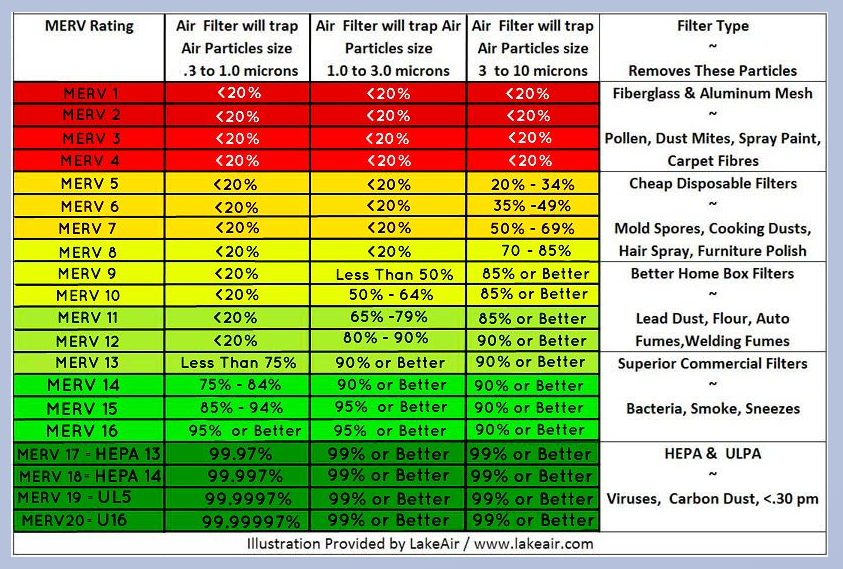 MERV Rating
Air Filter will trap
Air Particles size
.3 to 1.0 microns
Air Filter will trap Air
Particles size
1.0 to 3.0 microns
Air Filter will trap
Air Particles size
3 to 10 microns
Filter Type
~
Removes These Particles
MERV 1 <20% <20% <20%
MERV 2 <20% <20% <20%
MERV 3 <20% <20% <20%
MERV 4 <20% <20% <20%
Fiberglass & Aluminum Mesh
~
Pollen, Dust Mites, Spray Paint,
Carpet Fibres
MERV 5 <20% <20% 20% - 34%
MERV 6 <20% <20% 35% -49%
MERV 7 <20% <20% 50% - 69%
MERV 8 <20% <20% 70 - 85%
Cheap Disposable Filters
~
Mold Spores, Cooking Dusts,
Hair Spray, Furniture Polish
MERV 9 <20% Less Than 50% 85% or Better
MERV 10 <20% 50% - 64% 85% or Better
MERV 11 <20% 65% -79% 85% or Better
MERV 12 <20% 80% - 90% 90% or Better
Better Home Box Filters
~
Lead Dust, Flour, Auto
Fumes,Welding Fumes
MERV 13 Less Than 75% 90% or Better 90% or Better
MERV 14 75% - 84% 90% or Better 90% or Better
MERV 15 85% - 94% 95% or Better 90% or Better
MERV 16 95% or Better 95% or Better 90% or Better
Superior Commercial Filters
~
Bacteria, Smoke, Sneezes
MERV 17 = HEPA 13 99.97% 99% or Better 99% or Better
MERV 18= HEPA 14 99.997% 99% or Better 99% or Better
MERV 19 - UL5 99.9997% 99% or Better 99% or Better
MERV20= U16 99.99997% 99% or Better 99% or Better
HEPA & ULPA
~
Viruses, Carbon Dust, <.30 pm
Illustration Provided by LakeAir / www.lakeair.com